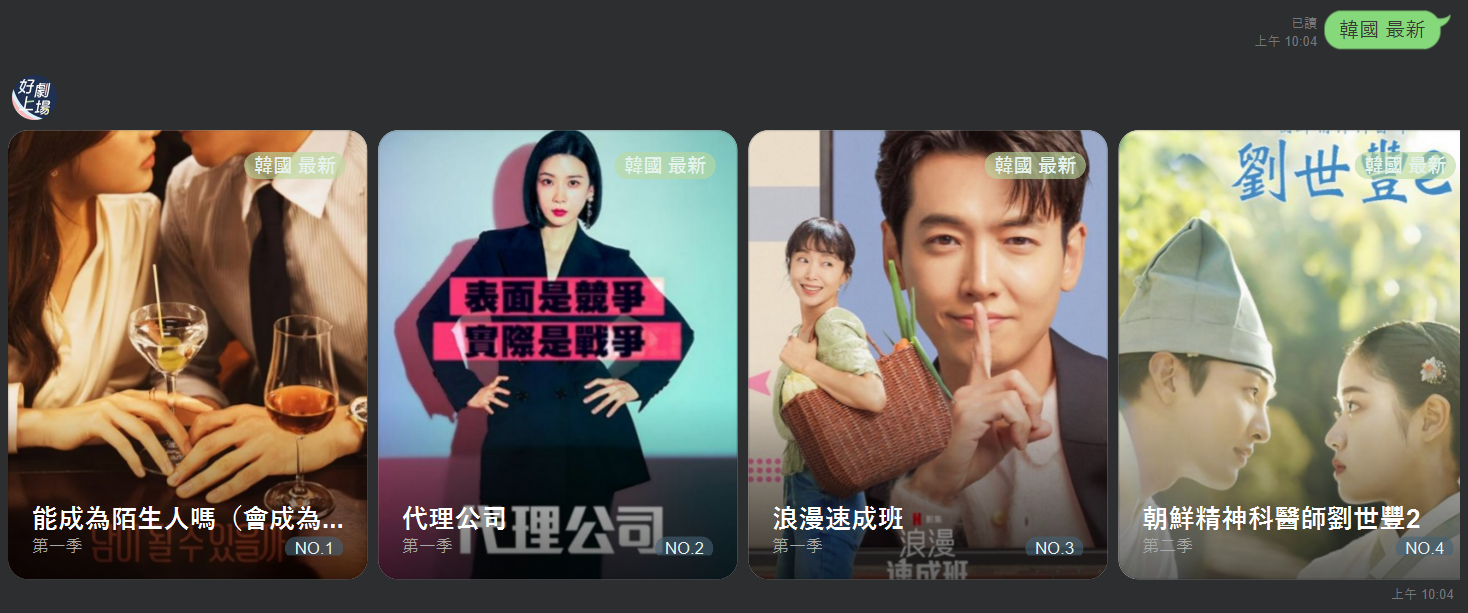 已讀
上午 10:04
韓國 最新
好劇
上場
韓國 最新
能成為陌生人嗎（會成為...
第一季
남이 될 수 있을까
NO.1
韓國 最新
表面是競爭
實際是戰爭
代理公司
代理公司
第一季
NO.2
韓國 最新
浪漫速成班
第一季
N 影集
浪漫
速成班
NO.3
劉世豐2
韓國 最新
朝鮮精神科醫師劉世豐2
第二季
NO.4
上午 10:04